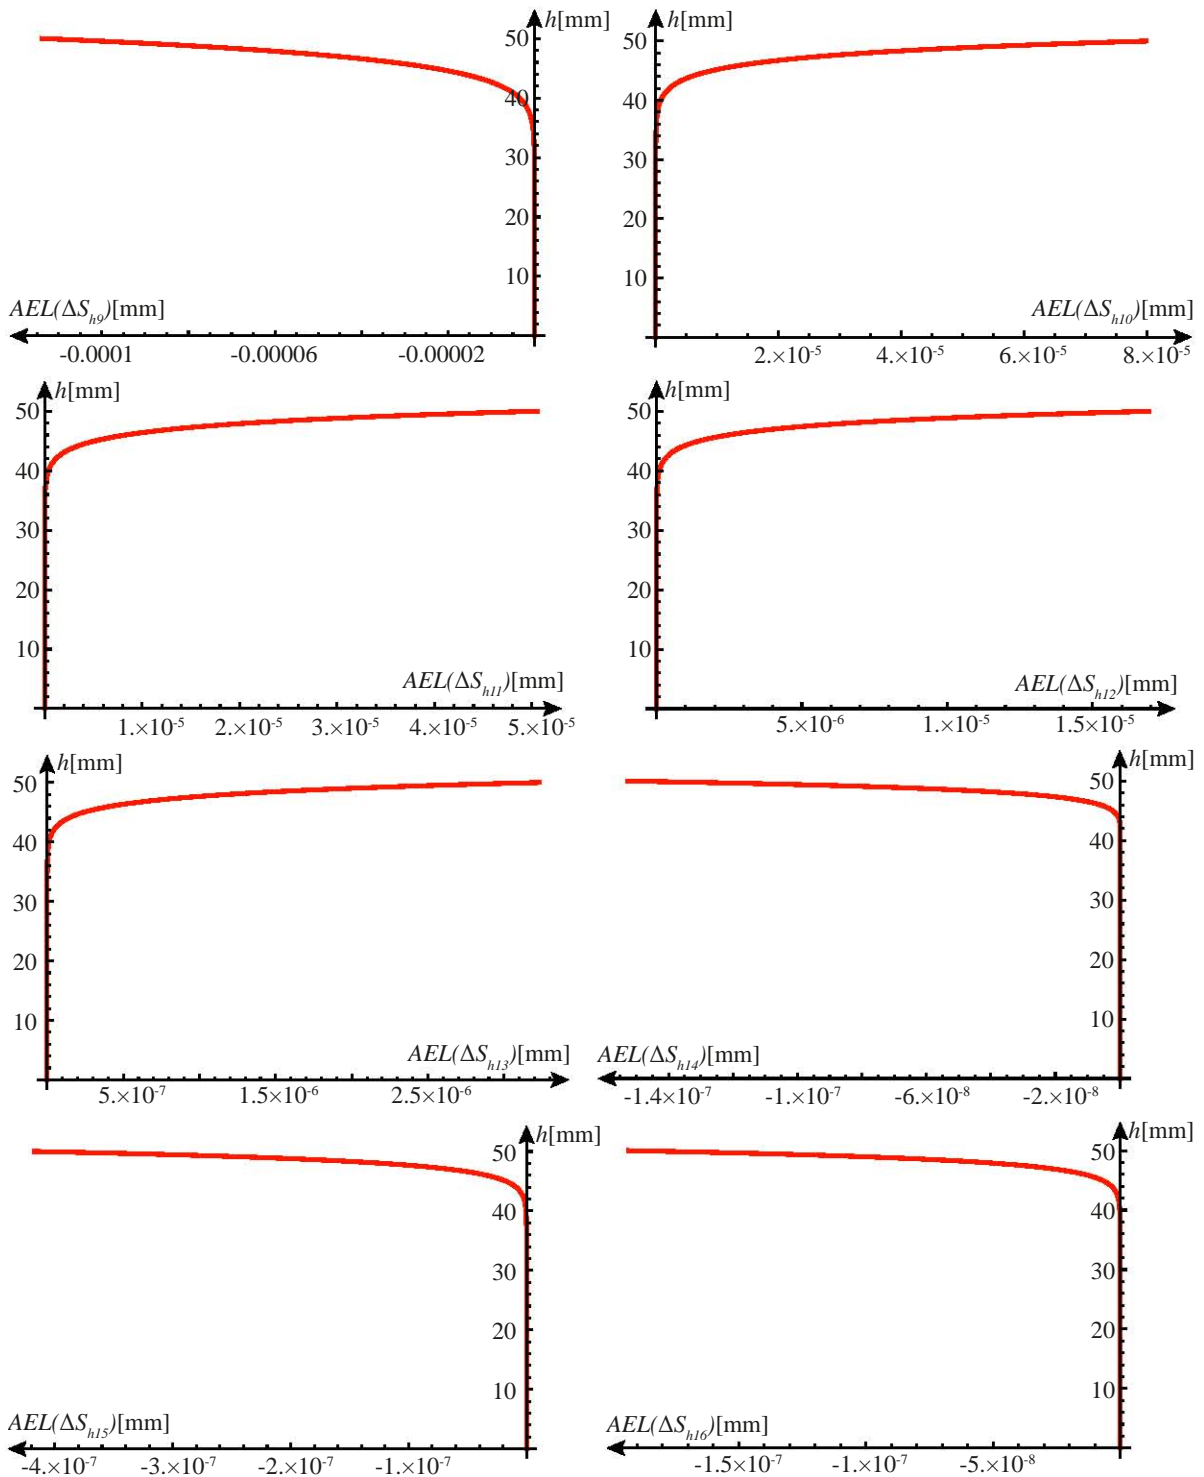 h[mm]
50
40
30
20
10
AEL(ΔS_h9)[mm]
-0.0001 -0.00006 -0.00002
h[mm]
50
40
30
20
10
AEL(ΔS_h10)[mm]
2.×10^-5 4.×10^-5 6.×10^-5 8.×10^-5
h[mm]
50
40
30
20
10
AEL(ΔS_h11)[mm]
1.×10^-5 2.×10^-5 3.×10^-5 4.×10^-5 5.×10^-5
h[mm]
50
40
30
20
10
AEL(ΔS_h12)[mm]
5.×10^-6 1.×10^-5 1.5×10^-5
h[mm]
50
40
30
20
10
AEL(ΔS_h13)[mm]
5.×10^-7 1.5×10^-6 2.5×10^-6
h[mm]
50
40
30
20
10
AEL(ΔS_h14)[mm]
-1.4×10^-7 -1.×10^-7 -6.×10^-8 -2.×10^-8
h[mm]
50
40
30
20
10
AEL(ΔS_h15)[mm]
-4.×10^-7 -3.×10^-7 -2.×10^-7 -1.×10^-7
h[mm]
50
40
30
20
10
AEL(ΔS_h16)[mm]
-1.5×10^-7 -1.×10^-7 -5.×10^-8